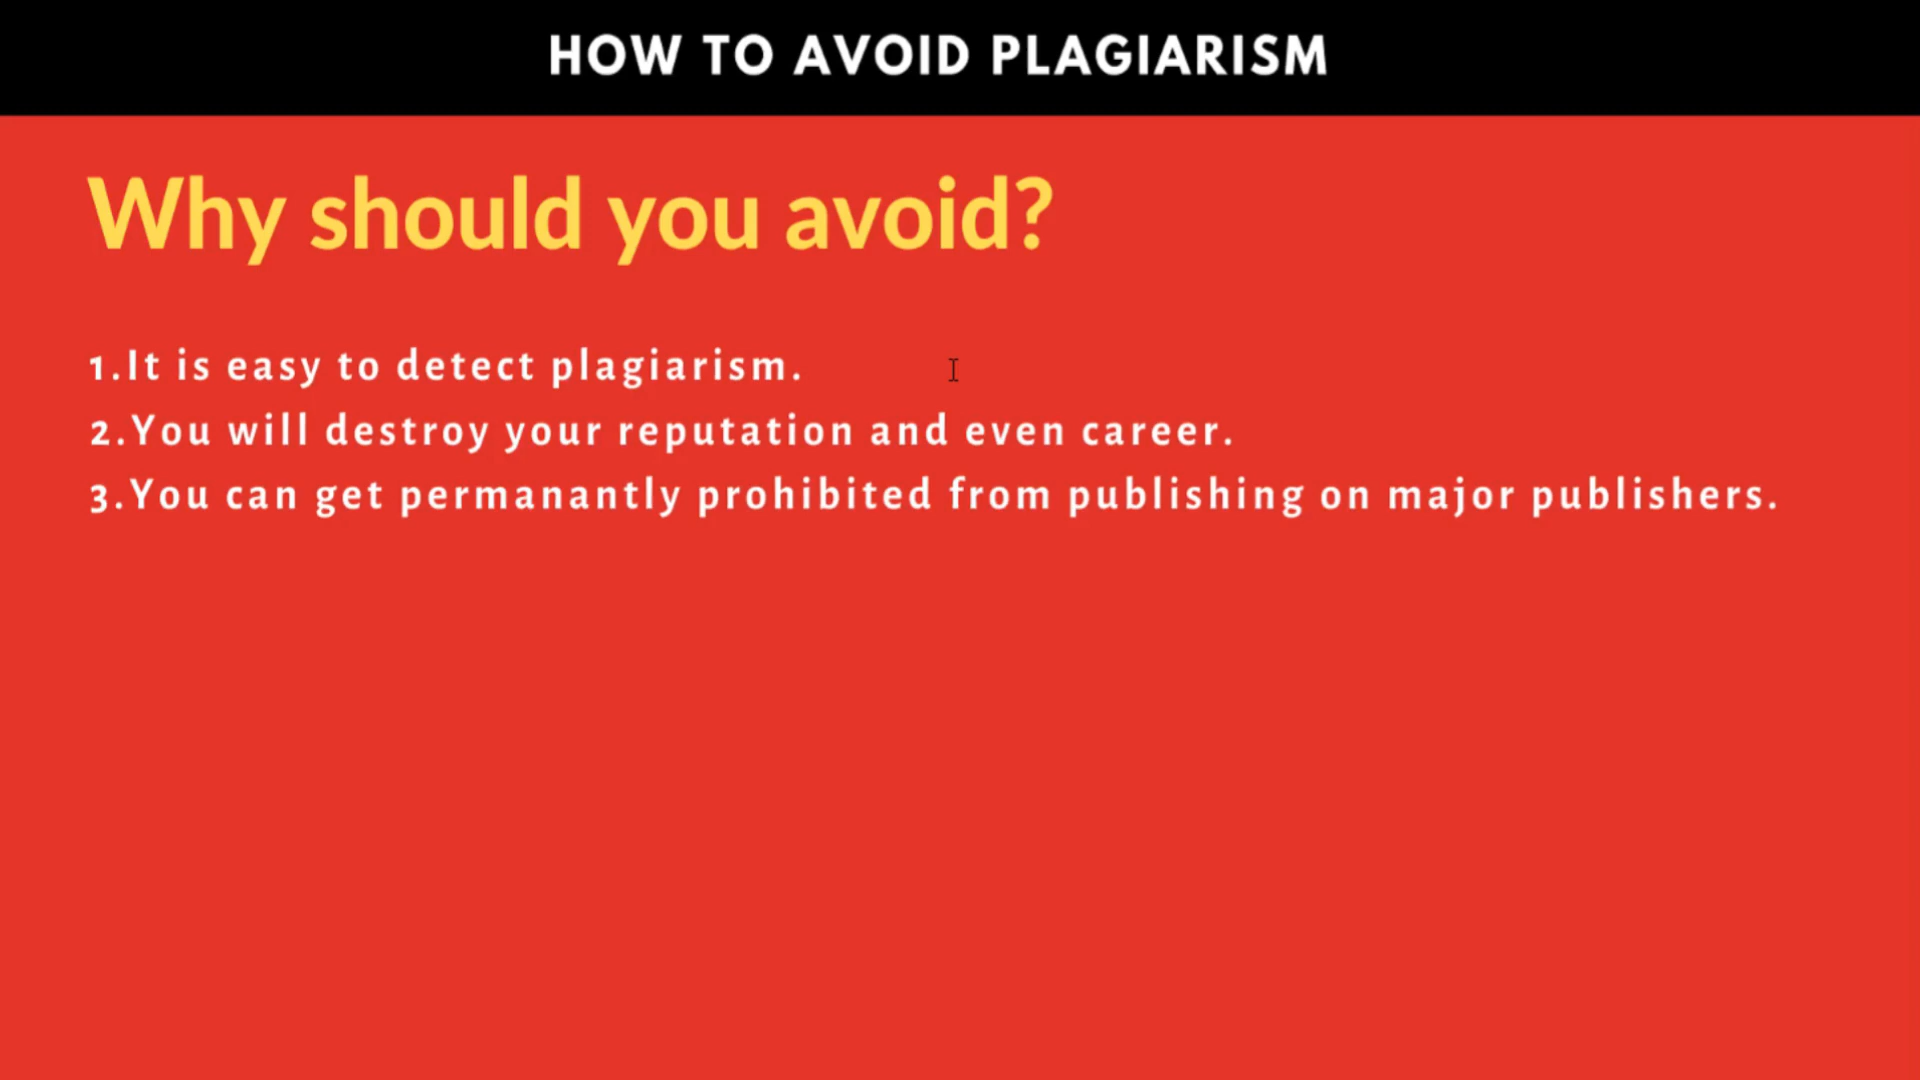 HOW TO AVOID PLAGIARISM
Why should you avoid?
1.It is easy to detect plagiarism.
2.You will destroy your reputation and even career.
3.You can get permanantly prohibited from publishing on major publishers.